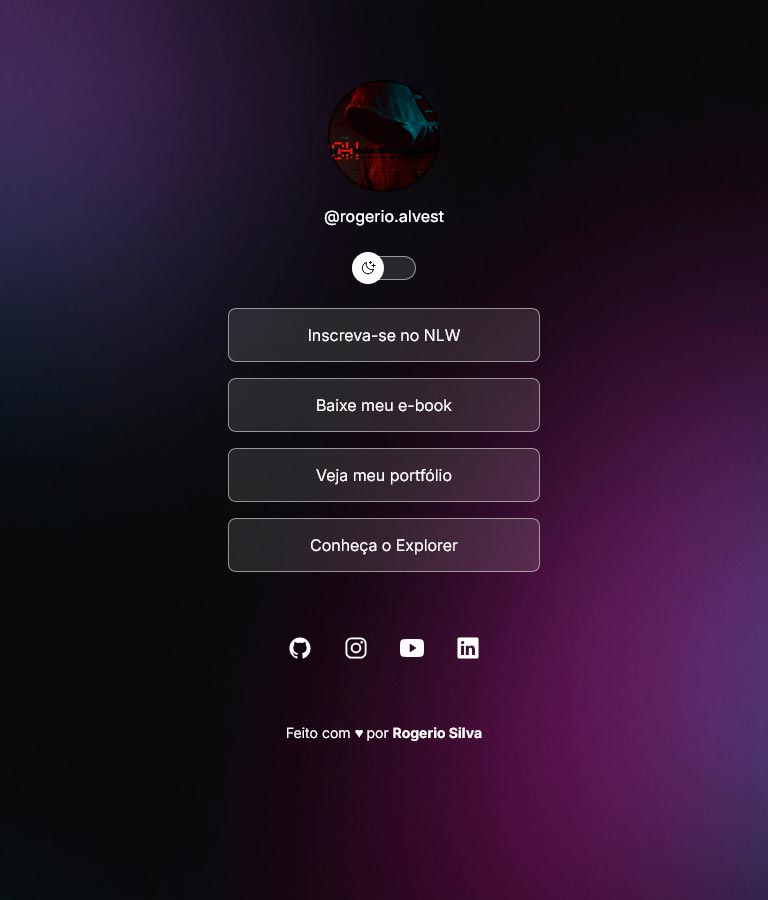 @rogerio.alvest
Inscreva-se no NLW
Baixe meu e-book
Veja meu portfólio
Conheça o Explorer
Feito com ♥ por Rogerio Silva